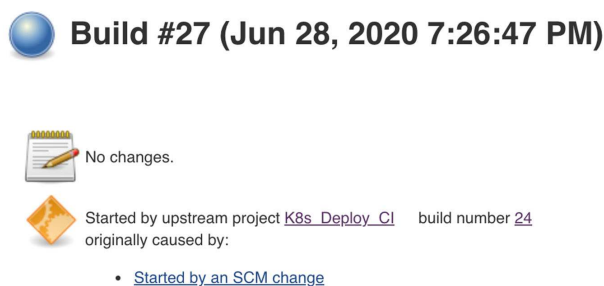 Build #27 (Jun 28, 2020 7:26:47 PM)
No changes.
Started by upstream project K8s_Deploy_CI build number 24
originally caused by:
• Started by an SCM change